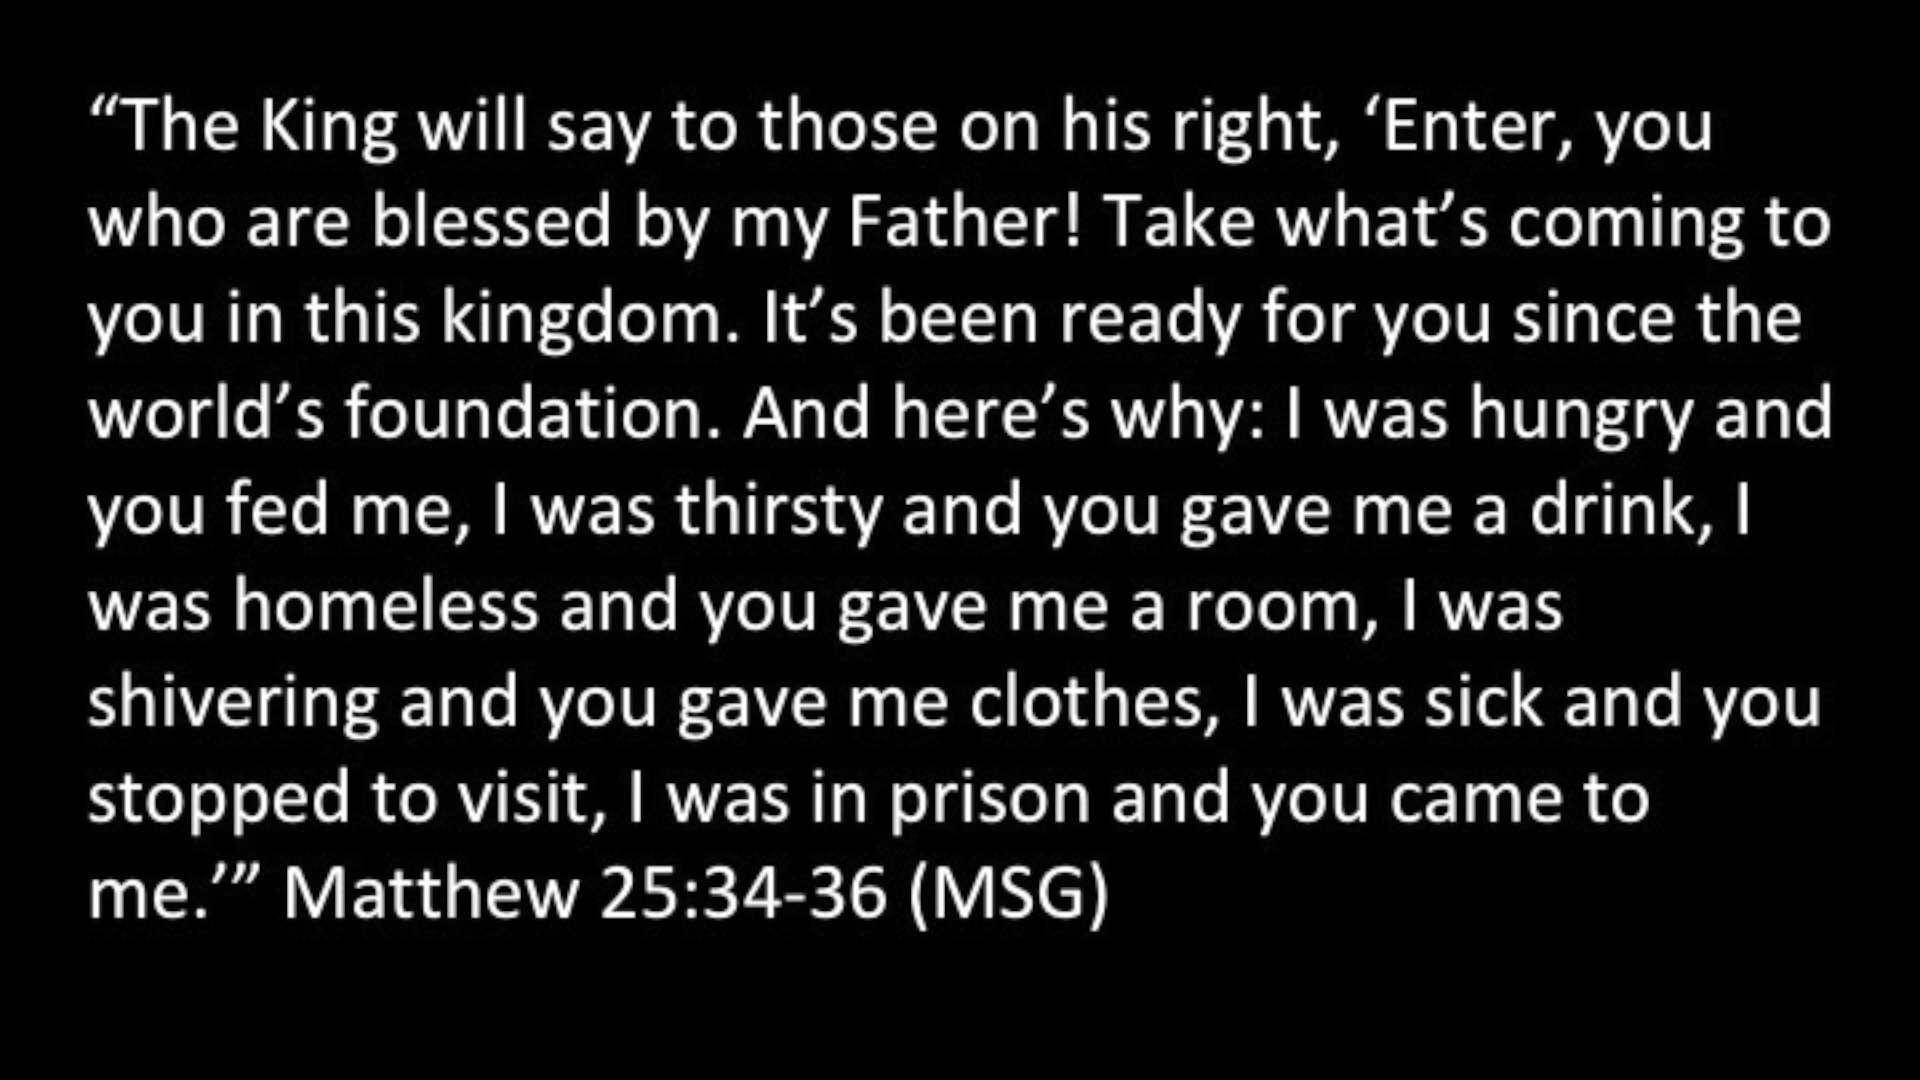 “The King will say to those on his right, ‘Enter, you
who are blessed by my Father! Take what’s coming to
you in this kingdom. It’s been ready for you since the
world’s foundation. And here’s why: I was hungry and
you fed me, I was thirsty and you gave me a drink, I
was homeless and you gave me a room, I was
shivering and you gave me clothes, I was sick and you
stopped to visit, I was in prison and you came to
me.’” Matthew 25:34-36 (MSG)